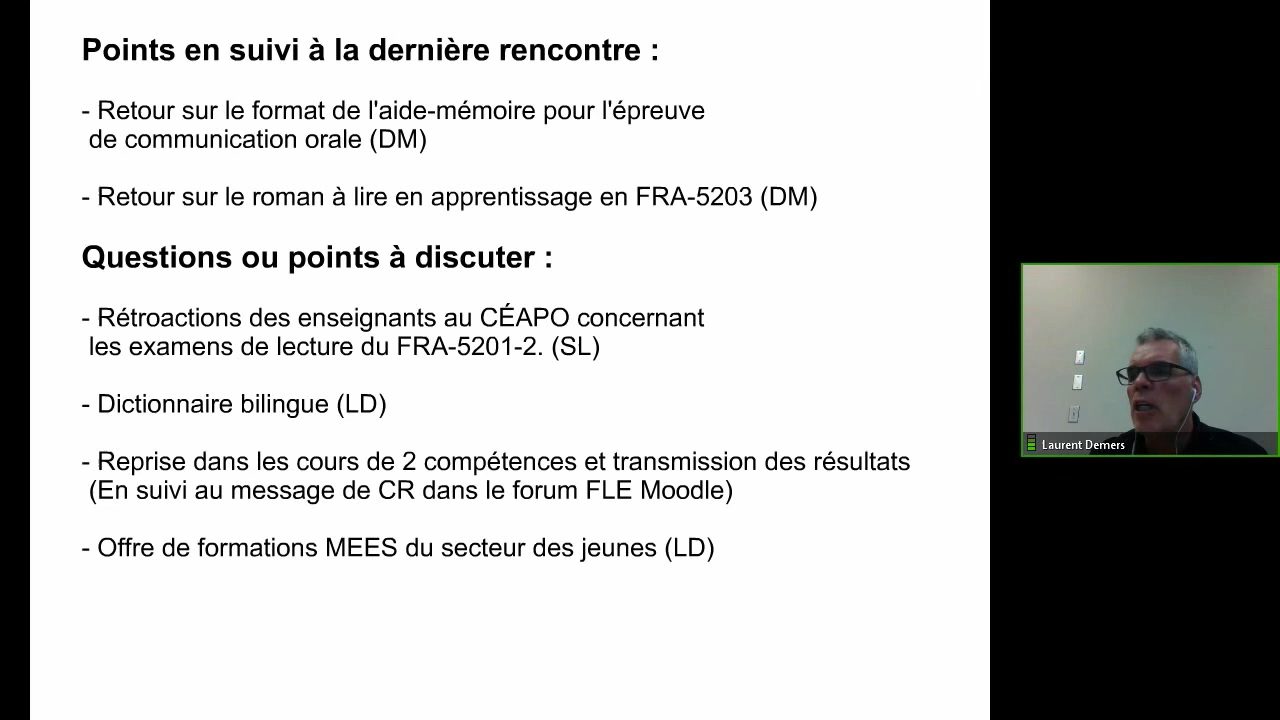 Points en suivi à la dernière rencontre :
- Retour sur le format de l'aide-mémoire pour l'épreuve
de communication orale (DM)
- Retour sur le roman à lire en apprentissage en FRA-5203 (DM)
Questions ou points à discuter :
- Rétroactions des enseignants au CÉAPO concernant
les examens de lecture du FRA-5201-2. (SL)
- Dictionnaire bilingue (LD)
- Reprise dans les cours de 2 compétences et transmission des résultats
(En suivi au message de CR dans le forum FLE Moodle)
- Offre de formations MEES du secteur des jeunes (LD)
Laurent Demers